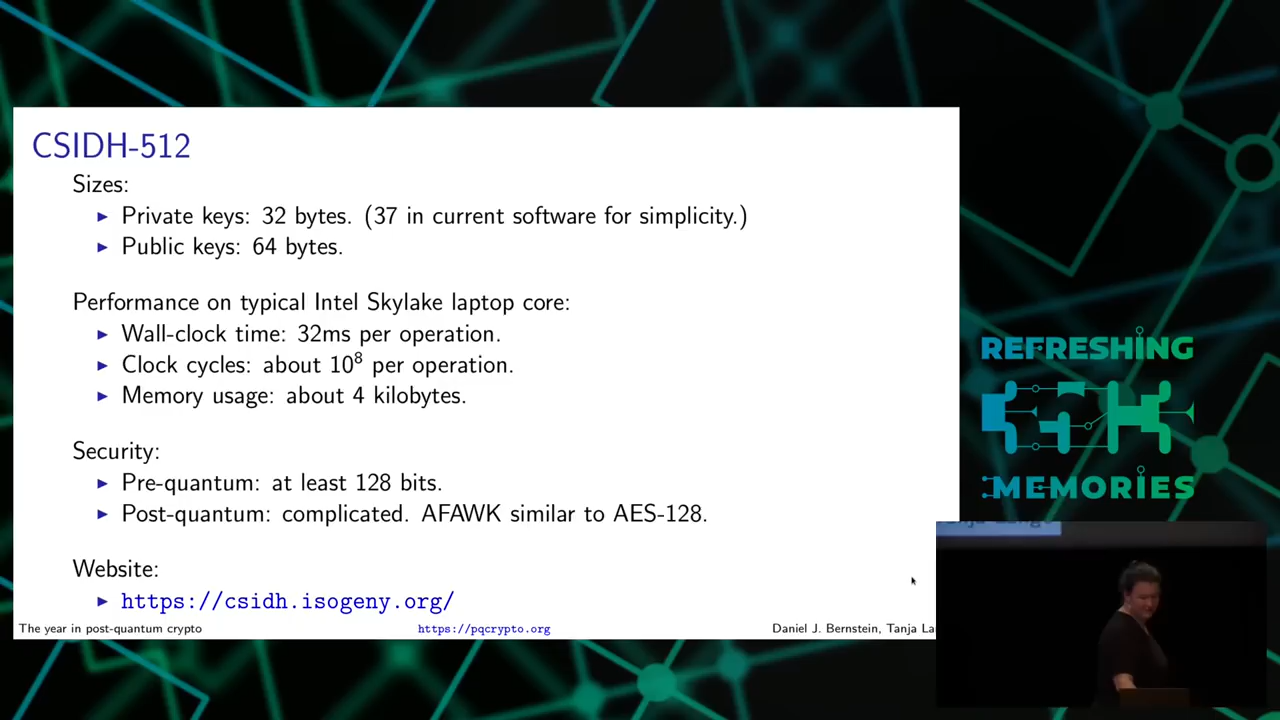 CSIDH-512
Sizes:
▶ Private keys: 32 bytes. (37 in current software for simplicity.)
▶ Public keys: 64 bytes.
Performance on typical Intel Skylake laptop core:
▶ Wall-clock time: 32ms per operation.
▶ Clock cycles: about 10⁸ per operation.
▶ Memory usage: about 4 kilobytes.
Security:
▶ Pre-quantum: at least 128 bits.
▶ Post-quantum: complicated. AFAWK similar to AES-128.
Website:
▶ https://csidh.isogeny.org/
The year in post-quantum crypto
https://pqcrypto.org
Daniel J. Bernstein, Tanja La
REFRESHING
35C3
MEMORIES